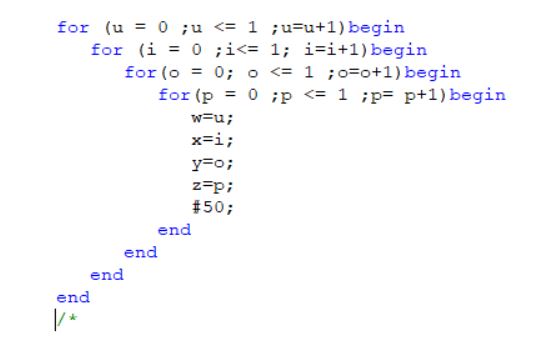 for (u = 0 ;u <= 1 ;u=u+1)begin
for (i = 0 ;i<= 1; i=i+1)begin
for(o = 0; o <= 1 ;o=o+1)begin
for(p = 0 ;p <= 1 ;p= p+1)begin
w=u;
x=i;
y=o;
z=p;
#50;
end
end
end
end
/*